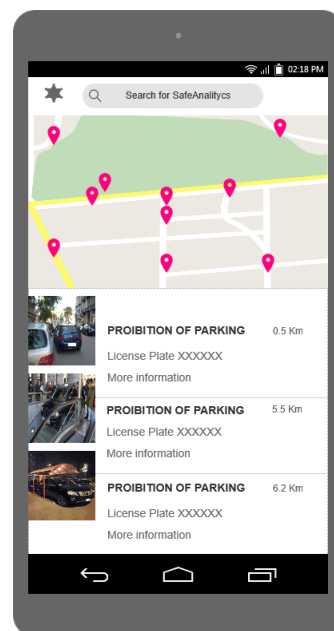 02:18 PM
Search for SafeAnalitycs
PROIBITION OF PARKING 0.5 Km
License Plate XXXXXX
More information
PROIBITION OF PARKING 5.5 Km
License Plate XXXXXX
More information
PROIBITION OF PARKING 6.2 Km
License Plate XXXXXX
More information